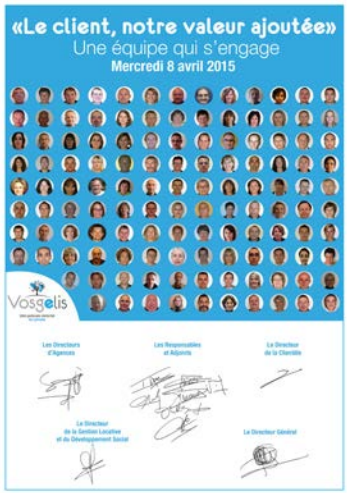 «Le client, notre valeur ajoutée»
Une équipe qui s'engage
Mercredi 8 avril 2015
Vosgelis
Les Directeurs
d'Agences
Les Responsables
et Adjoints
Le Directeur
de la Clientèle
Le Directeur
de la Gestion Locative
et du Développement Social
Le Directeur Général